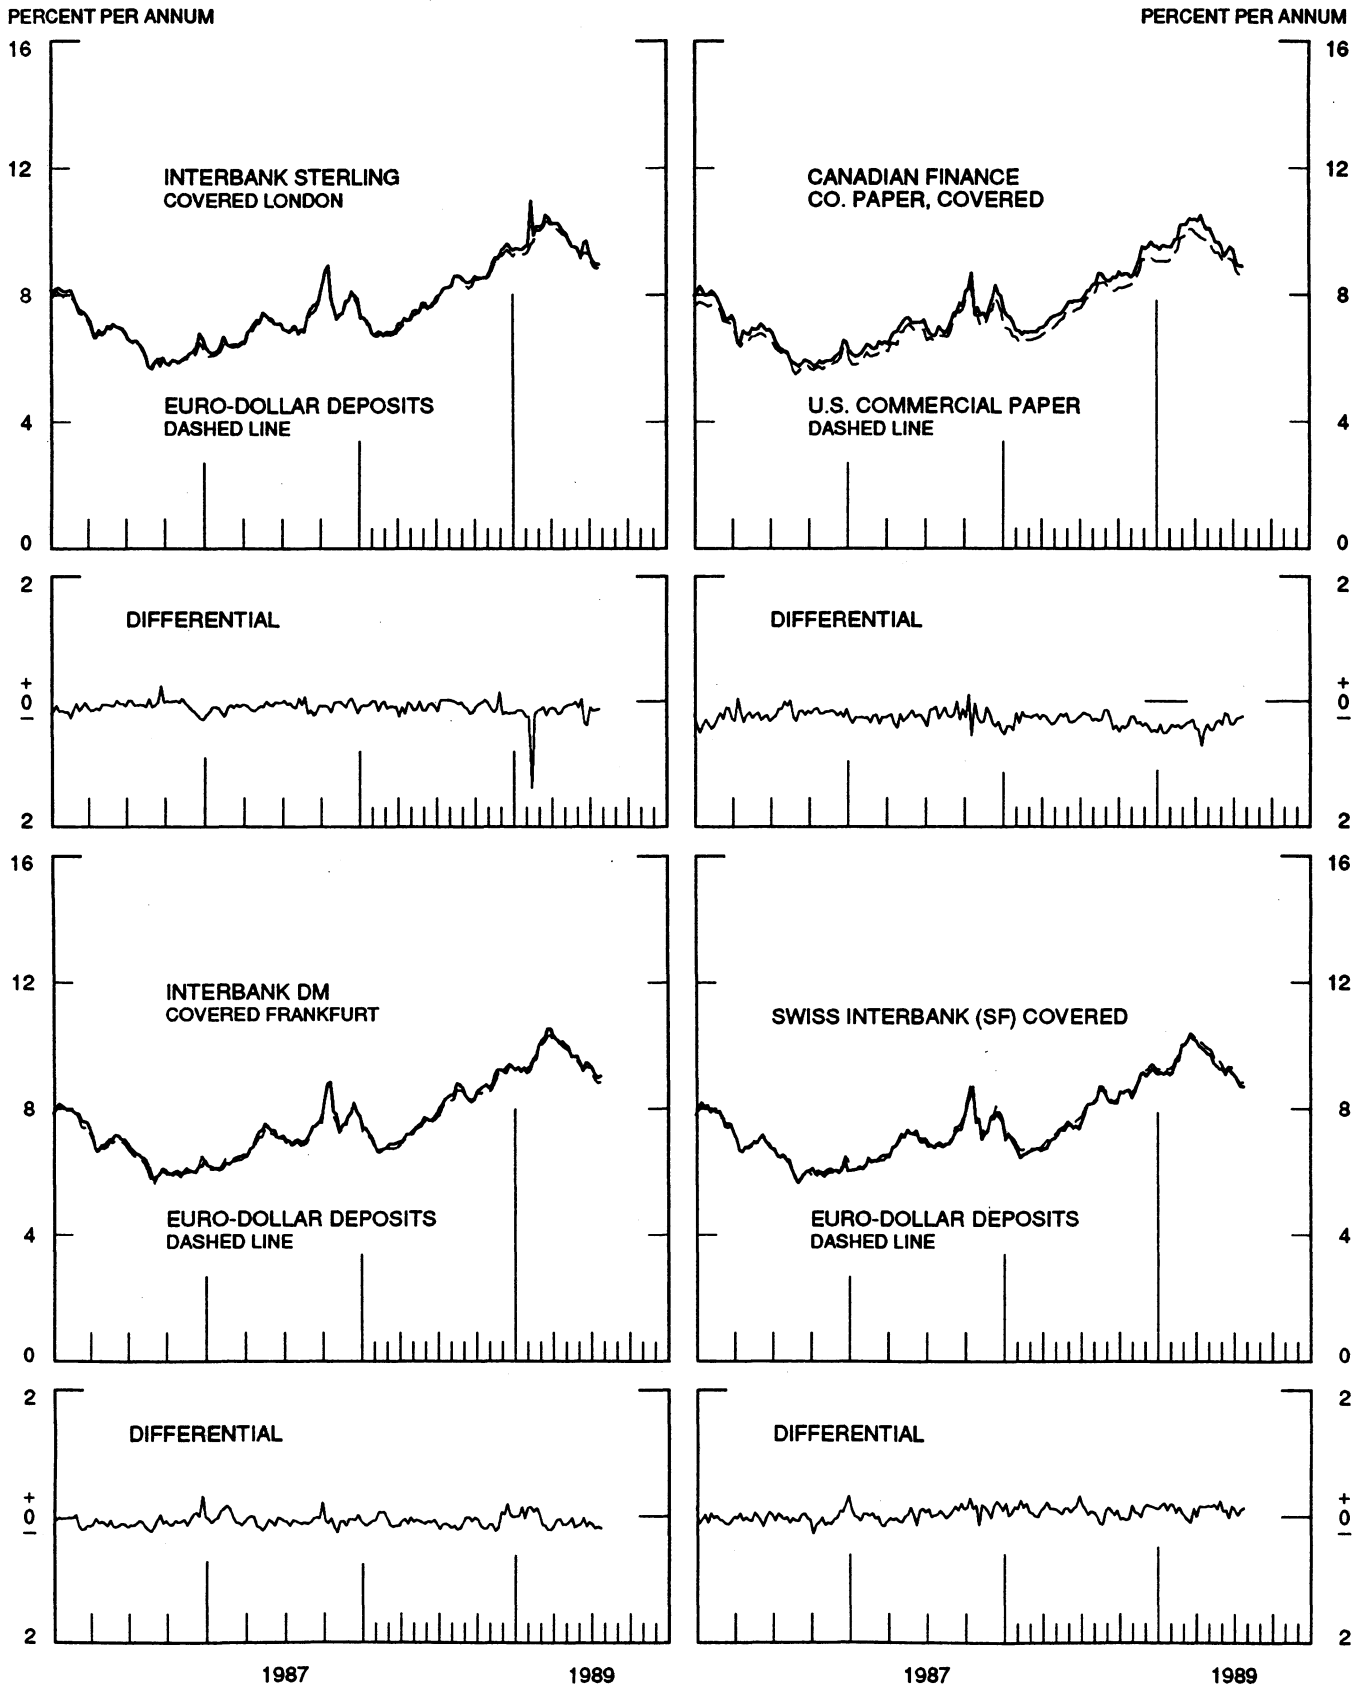 PERCENT PER ANNUM
PERCENT PER ANNUM
16
12
8
4
0
INTERBANK STERLING
COVERED LONDON
EURO-DOLLAR DEPOSITS
DASHED LINE
16
12
8
4
0
CANADIAN FINANCE
CO. PAPER, COVERED
U.S. COMMERCIAL PAPER
DASHED LINE
2
+
0
–
2
DIFFERENTIAL
2
+
0
–
2
DIFFERENTIAL
16
12
8
4
0
INTERBANK DM
COVERED FRANKFURT
EURO-DOLLAR DEPOSITS
DASHED LINE
16
12
8
4
0
SWISS INTERBANK (SF) COVERED
EURO-DOLLAR DEPOSITS
DASHED LINE
2
+
0
–
2
DIFFERENTIAL
2
+
0
–
2
DIFFERENTIAL
1987
1989
1987
1989